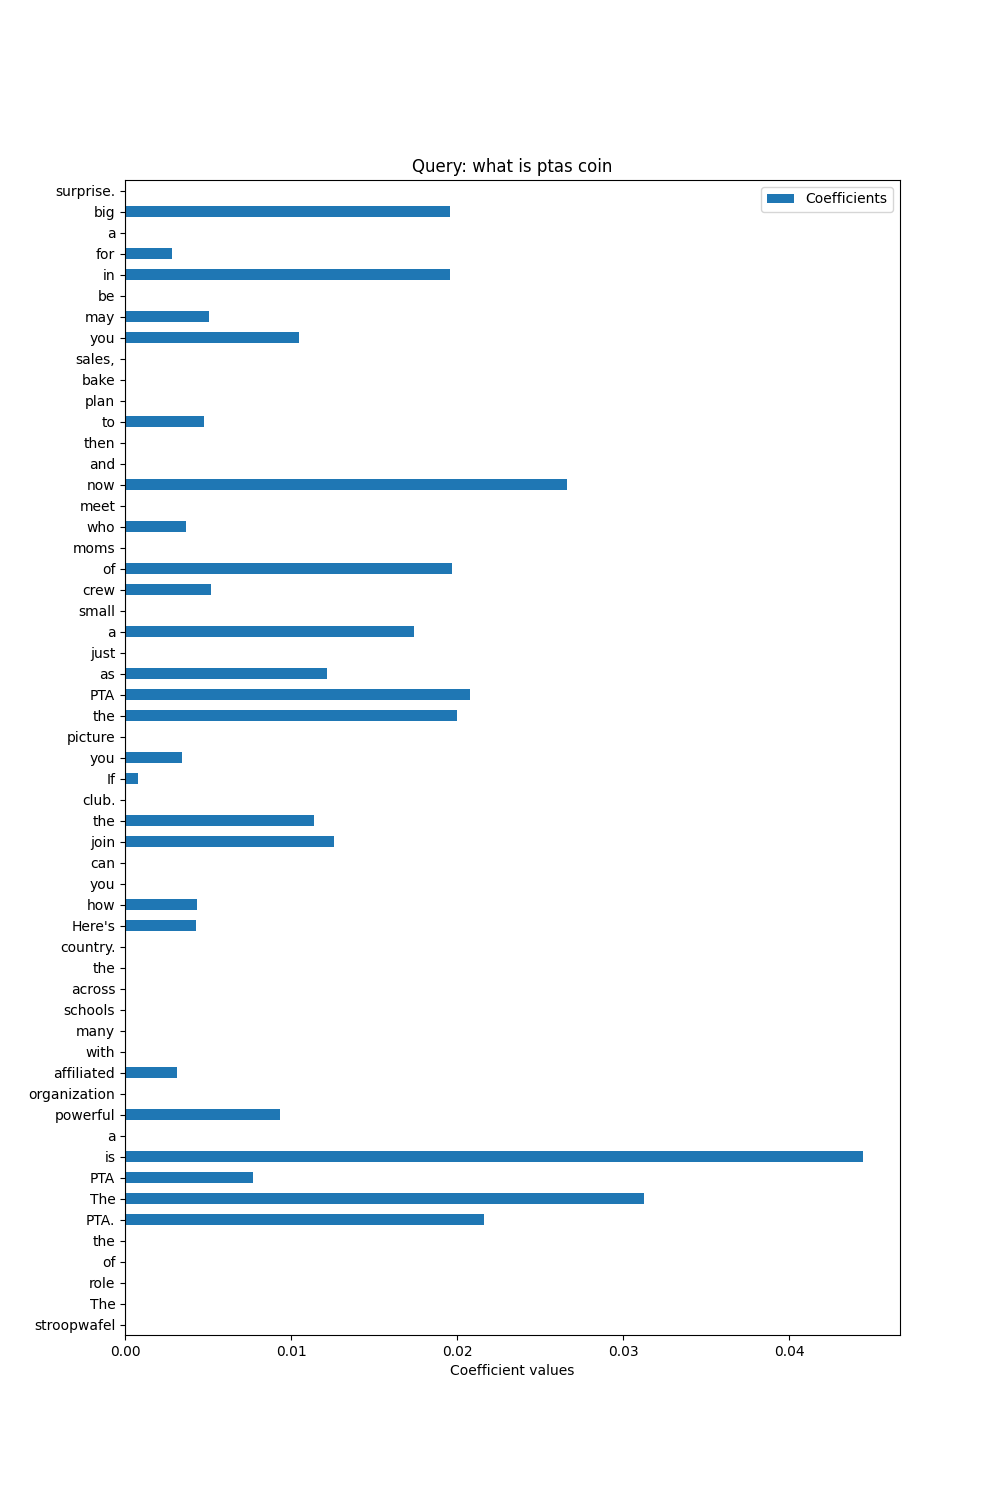 Query: what is ptas coin
Coefficients
surprise.
big
a
for
in
be
may
you
sales,
bake
plan
to
then
and
now
meet
who
moms
of
crew
small
a
just
as
PTA
the
picture
you
If
club.
the
join
can
you
how
Here's
country.
the
across
schools
many
with
affiliated
organization
powerful
a
is
PTA
The
PTA.
the
of
role
The
stroopwafel
0.00 0.01 0.02 0.03 0.04
Coefficient values